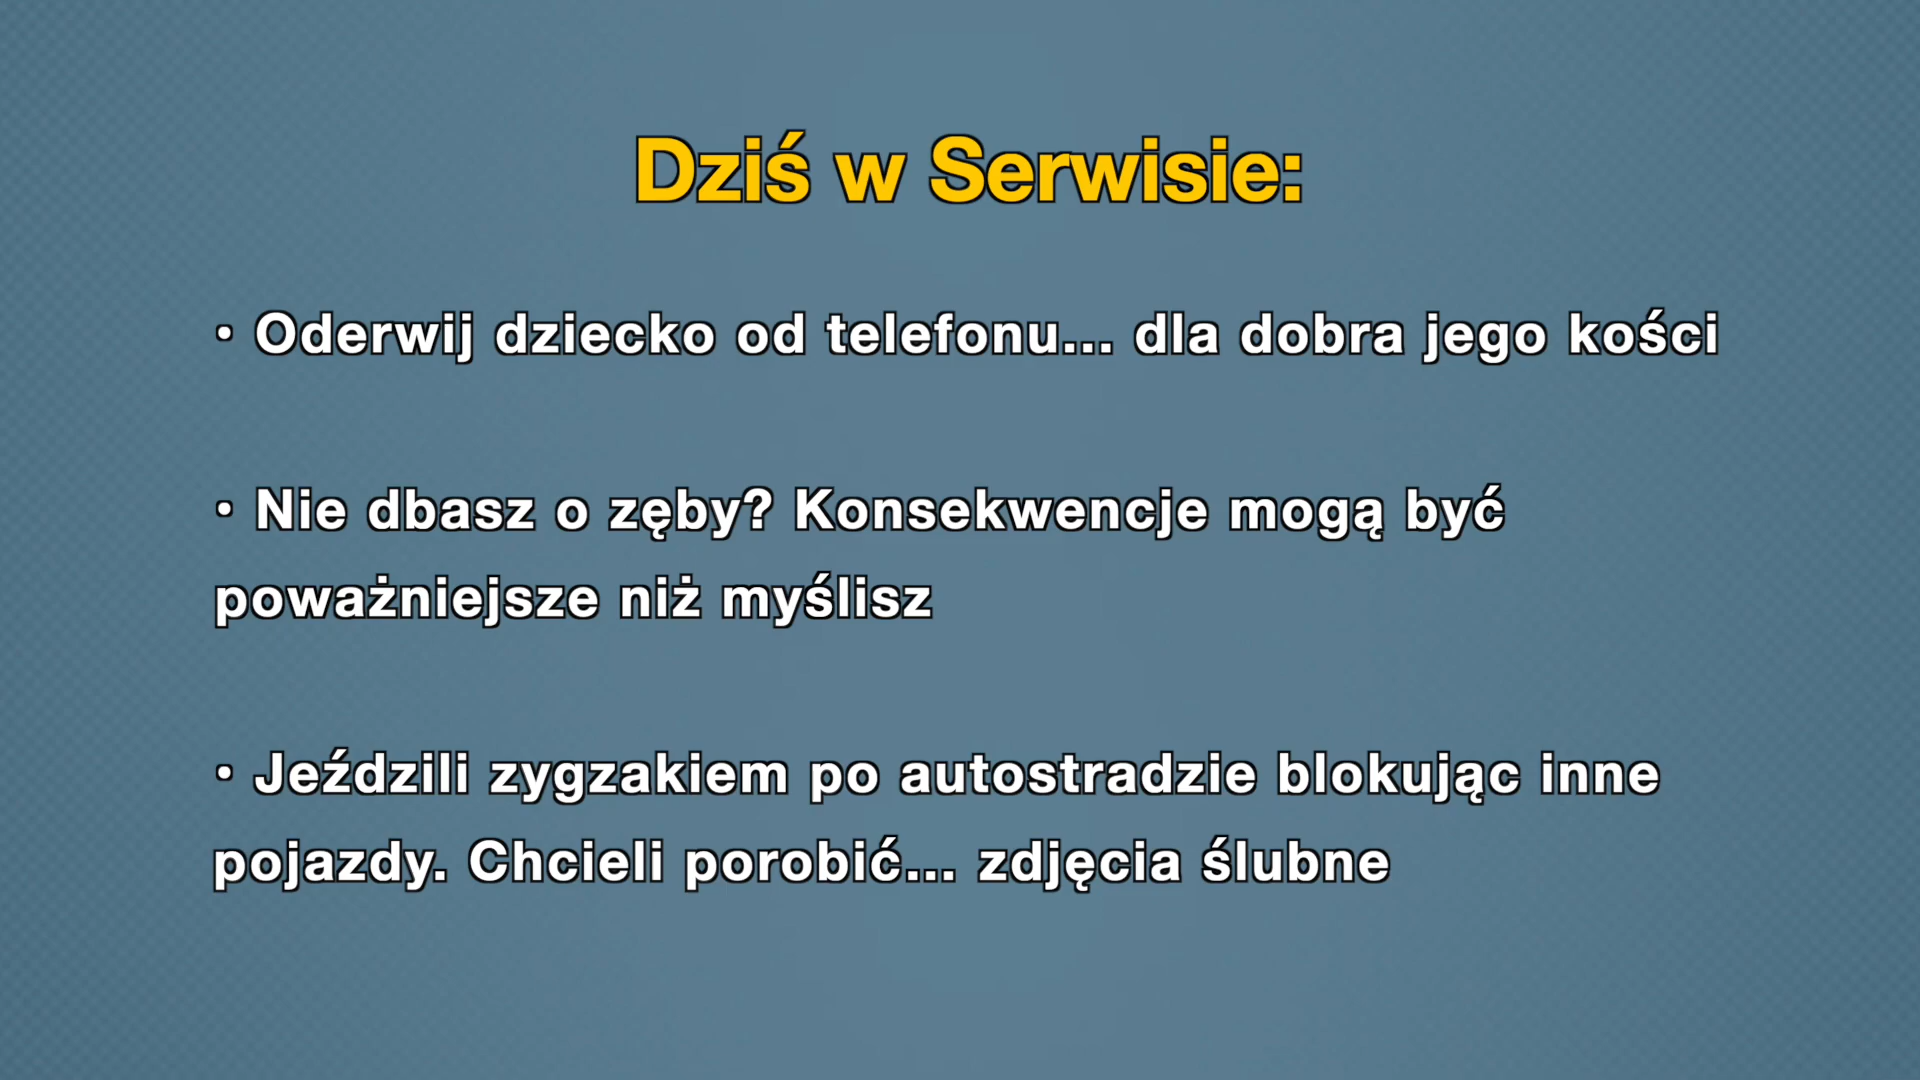 Dziś w Serwisie:
• Oderwij dziecko od telefonu... dla dobra jego kości
• Nie dbasz o zęby? Konsekwencje mogą być
poważniejsze niż myślisz
• Jeździli zygzakiem po autostradzie blokując inne
pojazdy. Chcieli porobić... zdjęcia ślubne